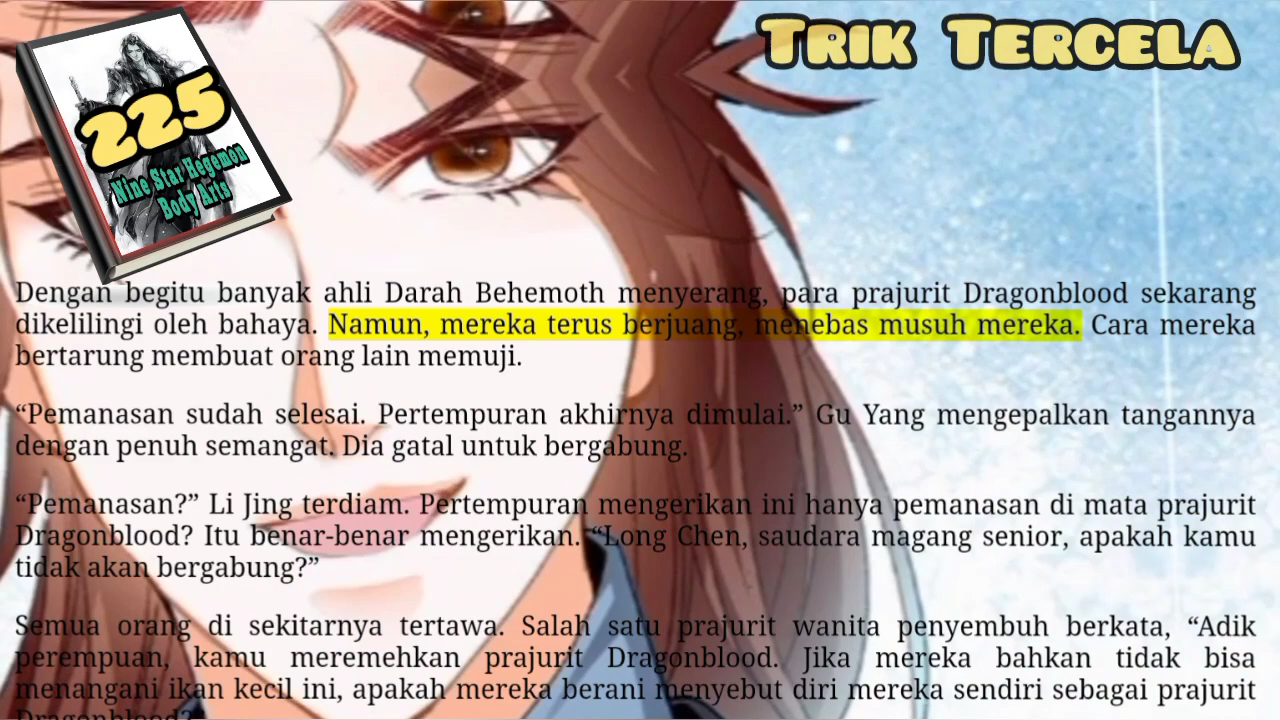 Trik Tercela
225
Nine Star Hegemon
Body Arts
Dengan begitu banyak ahli Darah Behemoth menyerang, para prajurit Dragonblood sekarang
dikelilingi oleh bahaya. Namun, mereka terus berjuang, menebas musuh mereka. Cara mereka
bertarung membuat orang lain memuji.
“Pemanasan sudah selesai. Pertempuran akhirnya dimulai.” Gu Yang mengepalkan tangannya
dengan penuh semangat. Dia gatal untuk bergabung.
“Pemanasan?” Li Jing terdiam. Pertempuran mengerikan ini hanya pemanasan di mata prajurit
Dragonblood? Itu benar-benar mengerikan. “Long Chen, saudara magang senior, apakah kamu
tidak akan bergabung?”
Semua orang di sekitarnya tertawa. Salah satu prajurit wanita penyembuh berkata, “Adik
perempuan, kamu meremehkan prajurit Dragonblood. Jika mereka bahkan tidak bisa
menangani ikan kecil ini, apakah mereka berani menyebut diri mereka sendiri sebagai prajurit
Dragonblood?